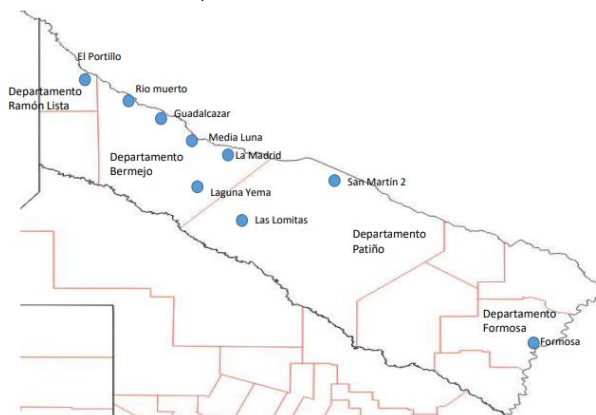 El Portillo
Departamento
Ramón Lista
Rio muerto
Guadalcazar
Media Luna
La Madrid
Departamento
Bermejo
San Martín 2
Laguna Yema
Las Lomitas
Departamento
Patiño
Departamento
Formosa
Formosa